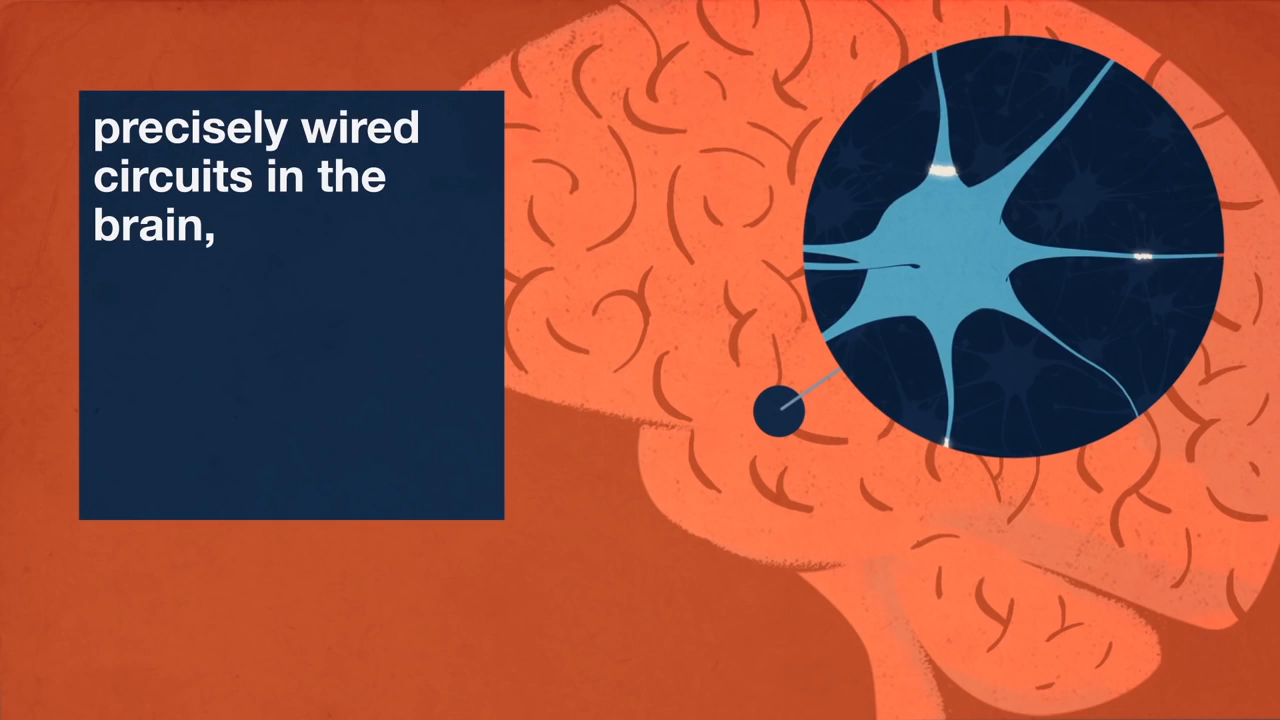 precisely wired
circuits in the
brain,